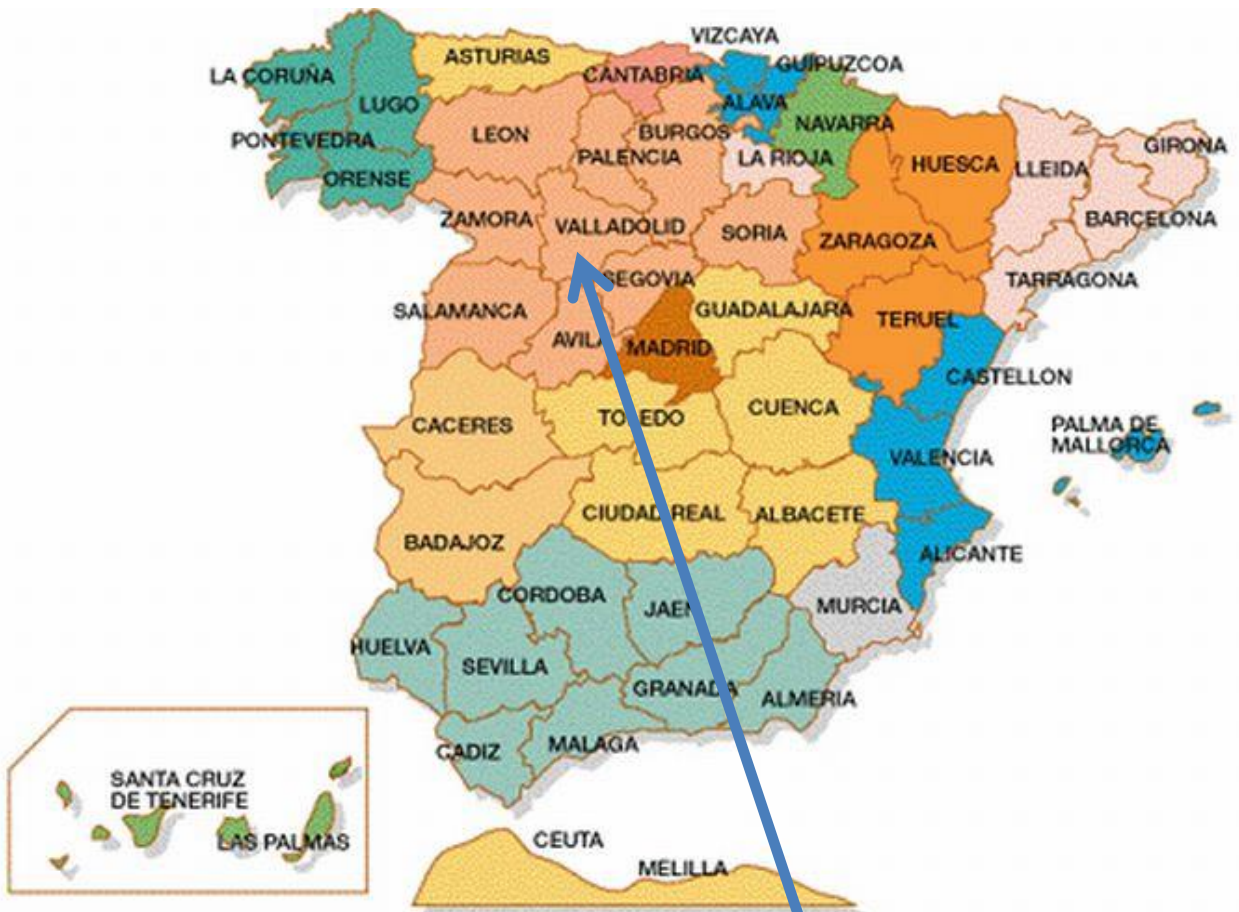 VIZCAYA
ASTURIAS
GUIPUZCOA
LA CORUÑA
CANTABRIA
LUGO
ALAVA
LEON
BURGOS
NAVARRA
PONTEVEDRA
PALENCIA
LA RIOJA
HUESCA
LLEIDA
GIRONA
ORENSE
ZAMORA
VALLADOLID
SORIA
ZARAGOZA
BARCELONA
SEGOVIA
TARRAGONA
SALAMANCA
GUADALAJARA
TERUEL
AVILA
MADRID
CASTELLON
CACERES
TOLEDO
CUENCA
PALMA DE
MALLORCA
VALENCIA
CIUDAD REAL
ALBACETE
BADAJOZ
ALICANTE
CORDOBA
JAEN
MURCIA
HUELVA
SEVILLA
GRANADA
ALMERIA
CADIZ
MALAGA
SANTA CRUZ
DE TENERIFE
LAS PALMAS
CEUTA
MELILLA